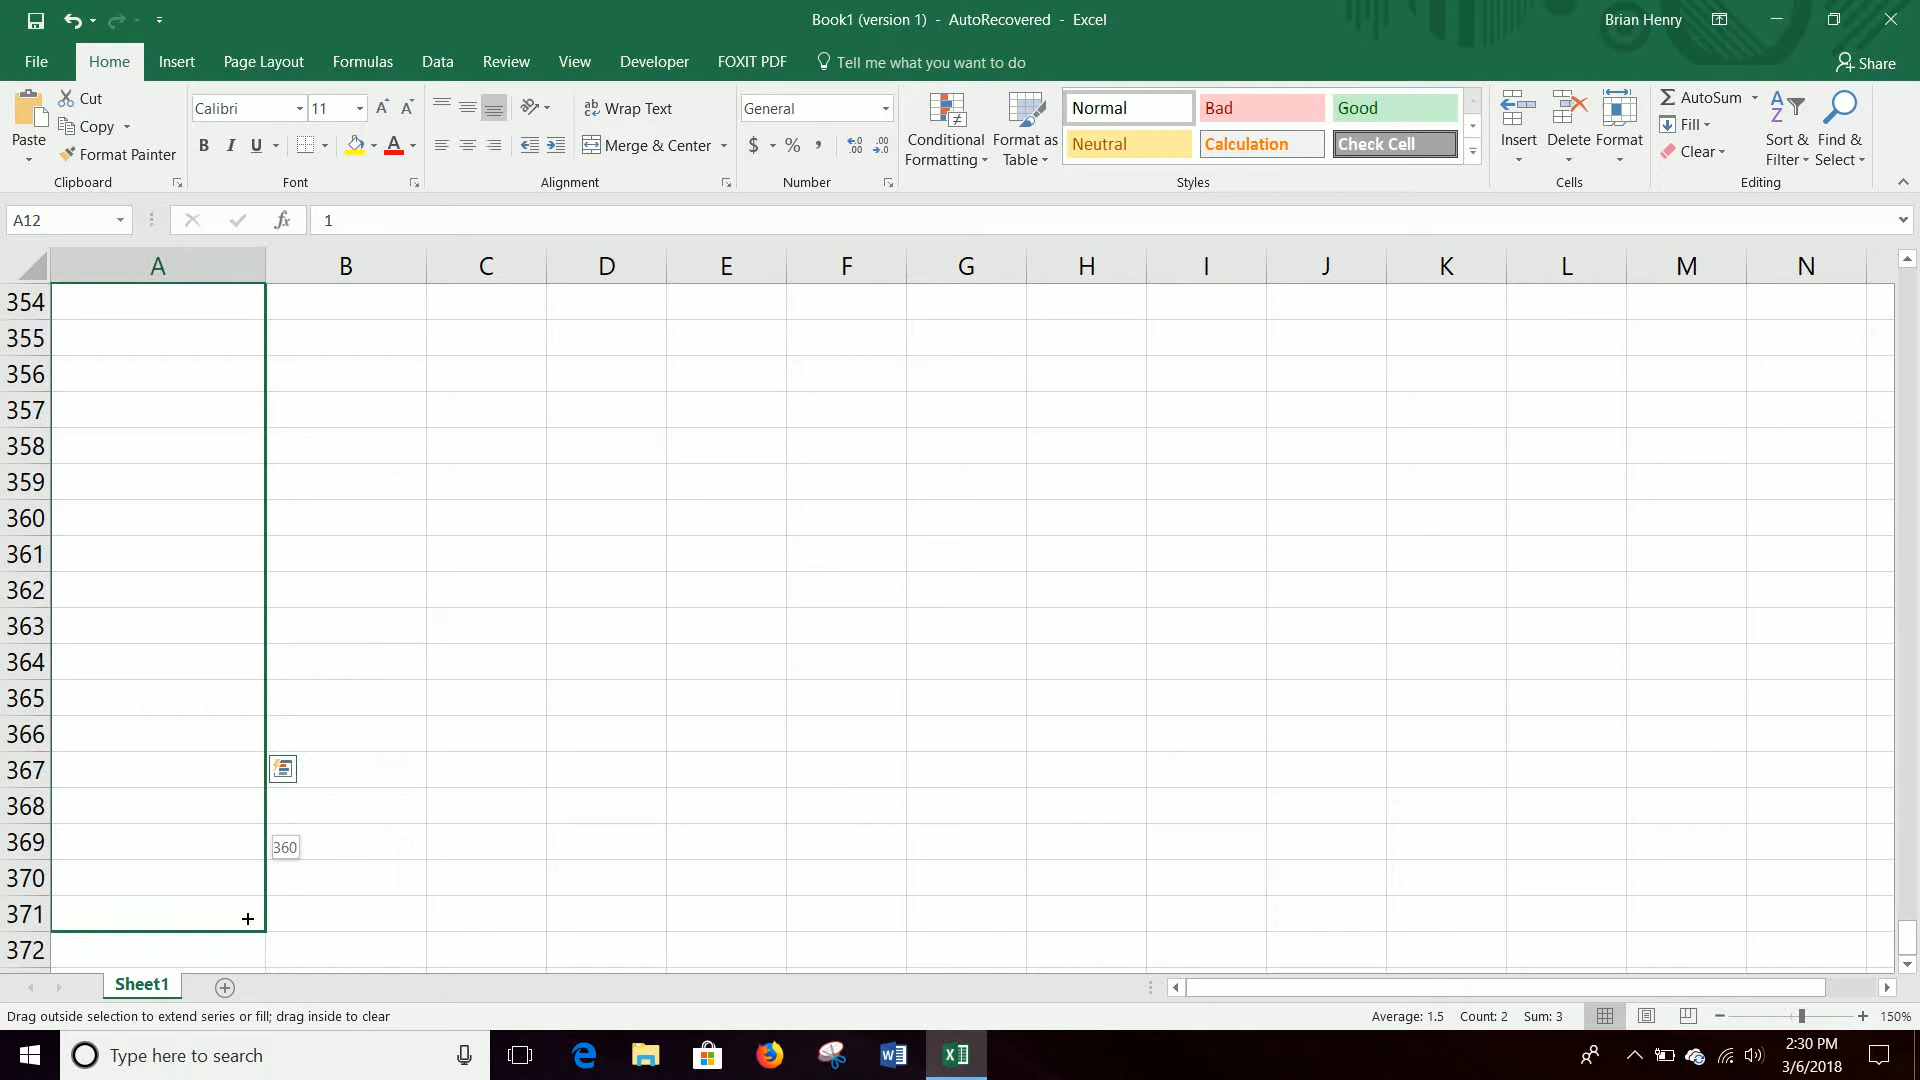 Book1 (version 1) - AutoRecovered - Excel
Brian Henry
File Home Insert Page Layout Formulas Data Review View Developer FOXIT PDF Tell me what you want to do
Share
Paste
Cut
Copy
Format Painter
Clipboard
Calibri 11
B I U
A A
Font
Wrap Text
Merge & Center
Alignment
General
$ % ,
Number
Conditional Formatting
Format as Table
Normal Bad Good
Neutral Calculation Check Cell
Styles
Insert Delete Format
Cells
AutoSum
Fill
Clear
Sort & Filter
Find & Select
Editing
A12
fx
1
A B C D E F G H I J K L M N
354
355
356
357
358
359
360
361
362
363
364
365
366
367
368
369
360
370
371
372
Sheet1
Drag outside selection to extend series or fill; drag inside to clear
Average: 1.5 Count: 2 Sum: 3
150%
Type here to search
2:30 PM
3/6/2018